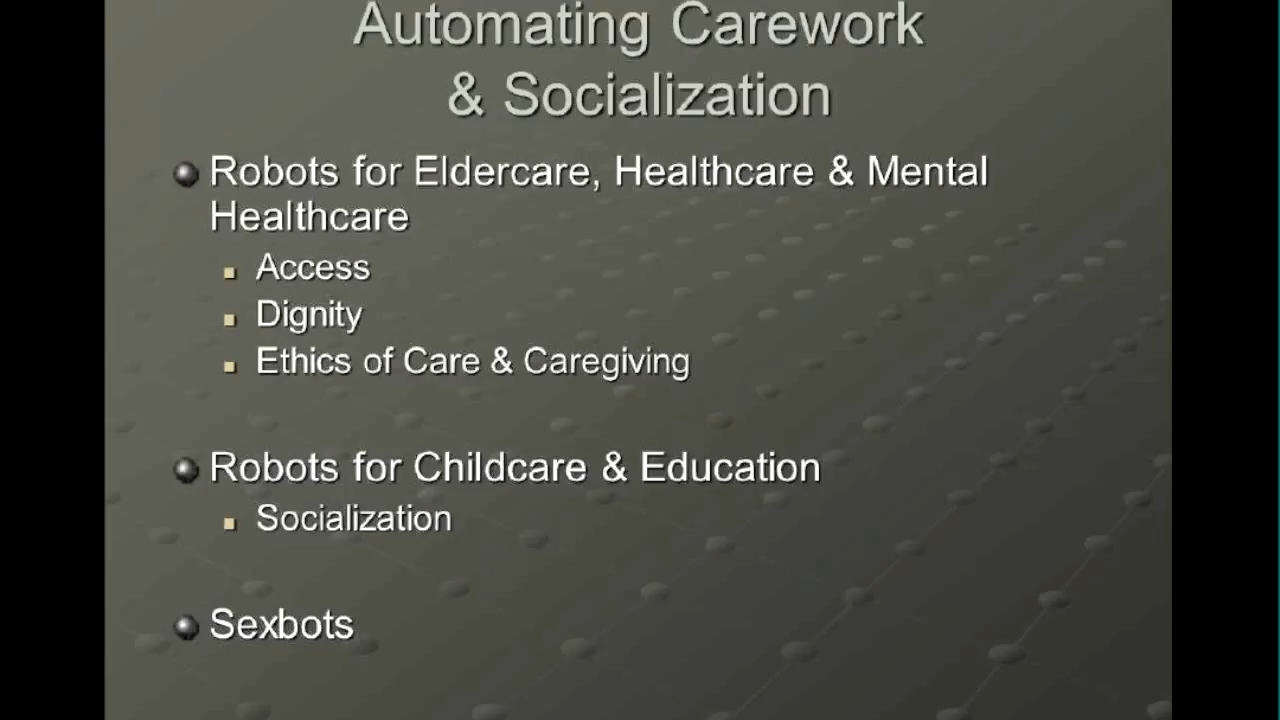 Automating Carework
& Socialization
Robots for Eldercare, Healthcare & Mental
Healthcare
Access
Dignity
Ethics of Care & Caregiving
Robots for Childcare & Education
Socialization
Sexbots